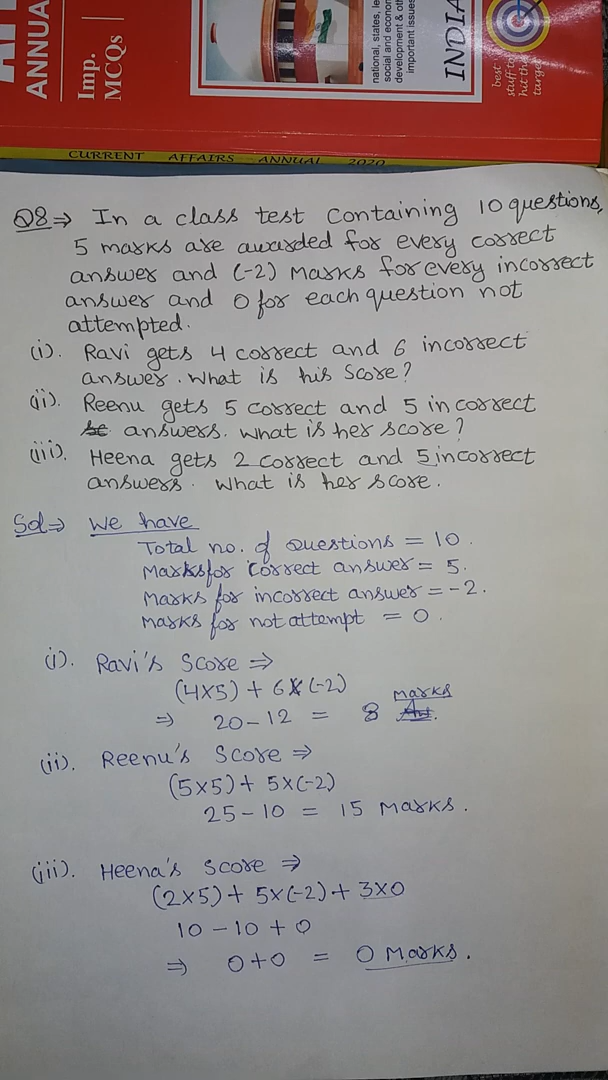 ANNUA
Imp.
MCQs
national, states,
social and econom
development & oth
important issues
INDIA
best
stuff to
hit the
targe
CURRENT AFFAIRS ANNUAL 2020
Q8⇒ In a class test containing 10 questions,
5 marks are awarded for every correct
answer and (-2) Marks for every incorrect
answer and 0 for each question not
attempted.
(i). Ravi gets 4 correct and 6 incorrect
answer. What is his Score?
(ii). Reenu gets 5 correct and 5 incorrect
answers. What is her score?
(iii). Heena gets 2 correct and 5 incorrect
answers. What is her score.
Sol⇒ We have
Total no. of questions = 10.
Marks for correct answer = 5.
Marks for incorrect answer = -2.
Marks for not attempt = 0.
(i). Ravi's Score ⇒
(4×5) + 6×(-2)
⇒ 20-12 = 8 marks
(ii). Reenu's Score ⇒
(5×5) + 5×(-2)
25-10 = 15 Marks.
(iii). Heena's Score ⇒
(2×5) + 5×(-2) + 3×0
10-10+0
⇒ 0+0 = 0 Marks.